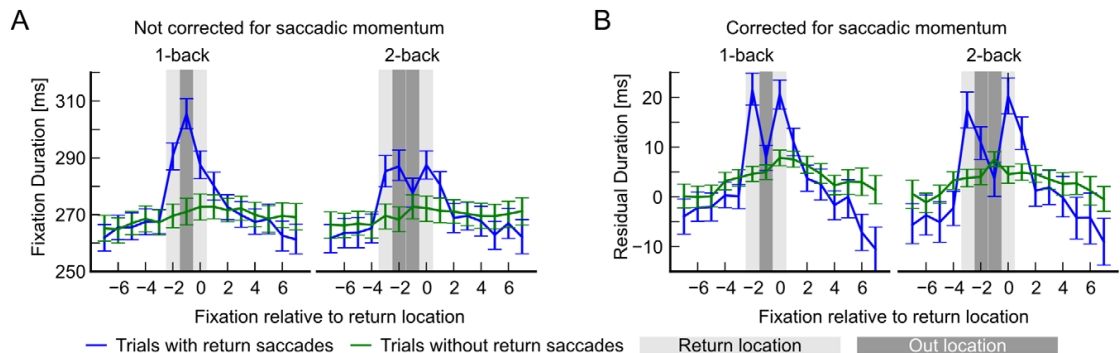 A
Not corrected for saccadic momentum
1-back
2-back
Fixation Duration [ms]
310
290
270
250
−6 −4 −2 0 2 4 6
−6 −4 −2 0 2 4 6
Fixation relative to return location
B
Corrected for saccadic momentum
1-back
2-back
Residual Duration [ms]
20
10
0
−10
−6 −4 −2 0 2 4 6
−6 −4 −2 0 2 4 6
Fixation relative to return location
Trials with return saccades
Trials without return saccades
Return location
Out location